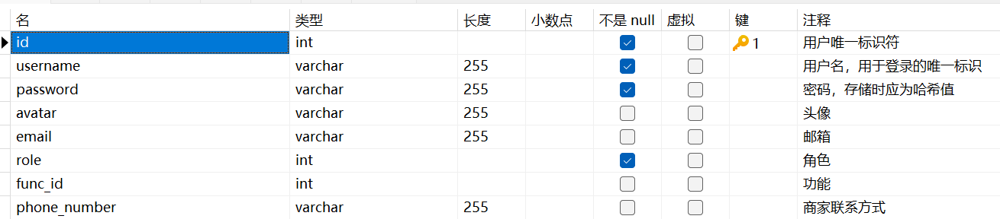 名 类型 长度 小数点 不是 null 虚拟 键 注释
id int 1 用户唯一标识符
username varchar 255 用户名，用于登录的唯一标识
password varchar 255 密码，存储时应为哈希值
avatar varchar 255 头像
email varchar 255 邮箱
role int 角色
func_id int 功能
phone_number varchar 255 商家联系方式